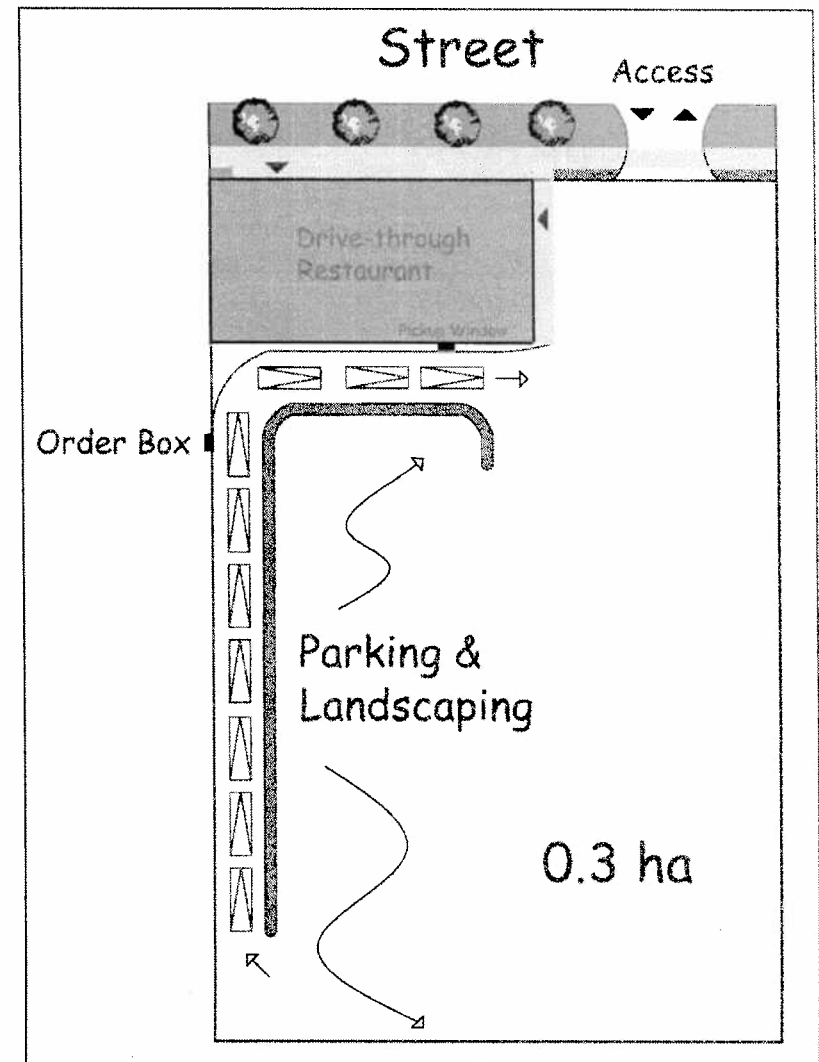 Street
Access
Drive-through
Restaurant
Pickup Window
Order Box
Parking &
Landscaping
0.3 ha